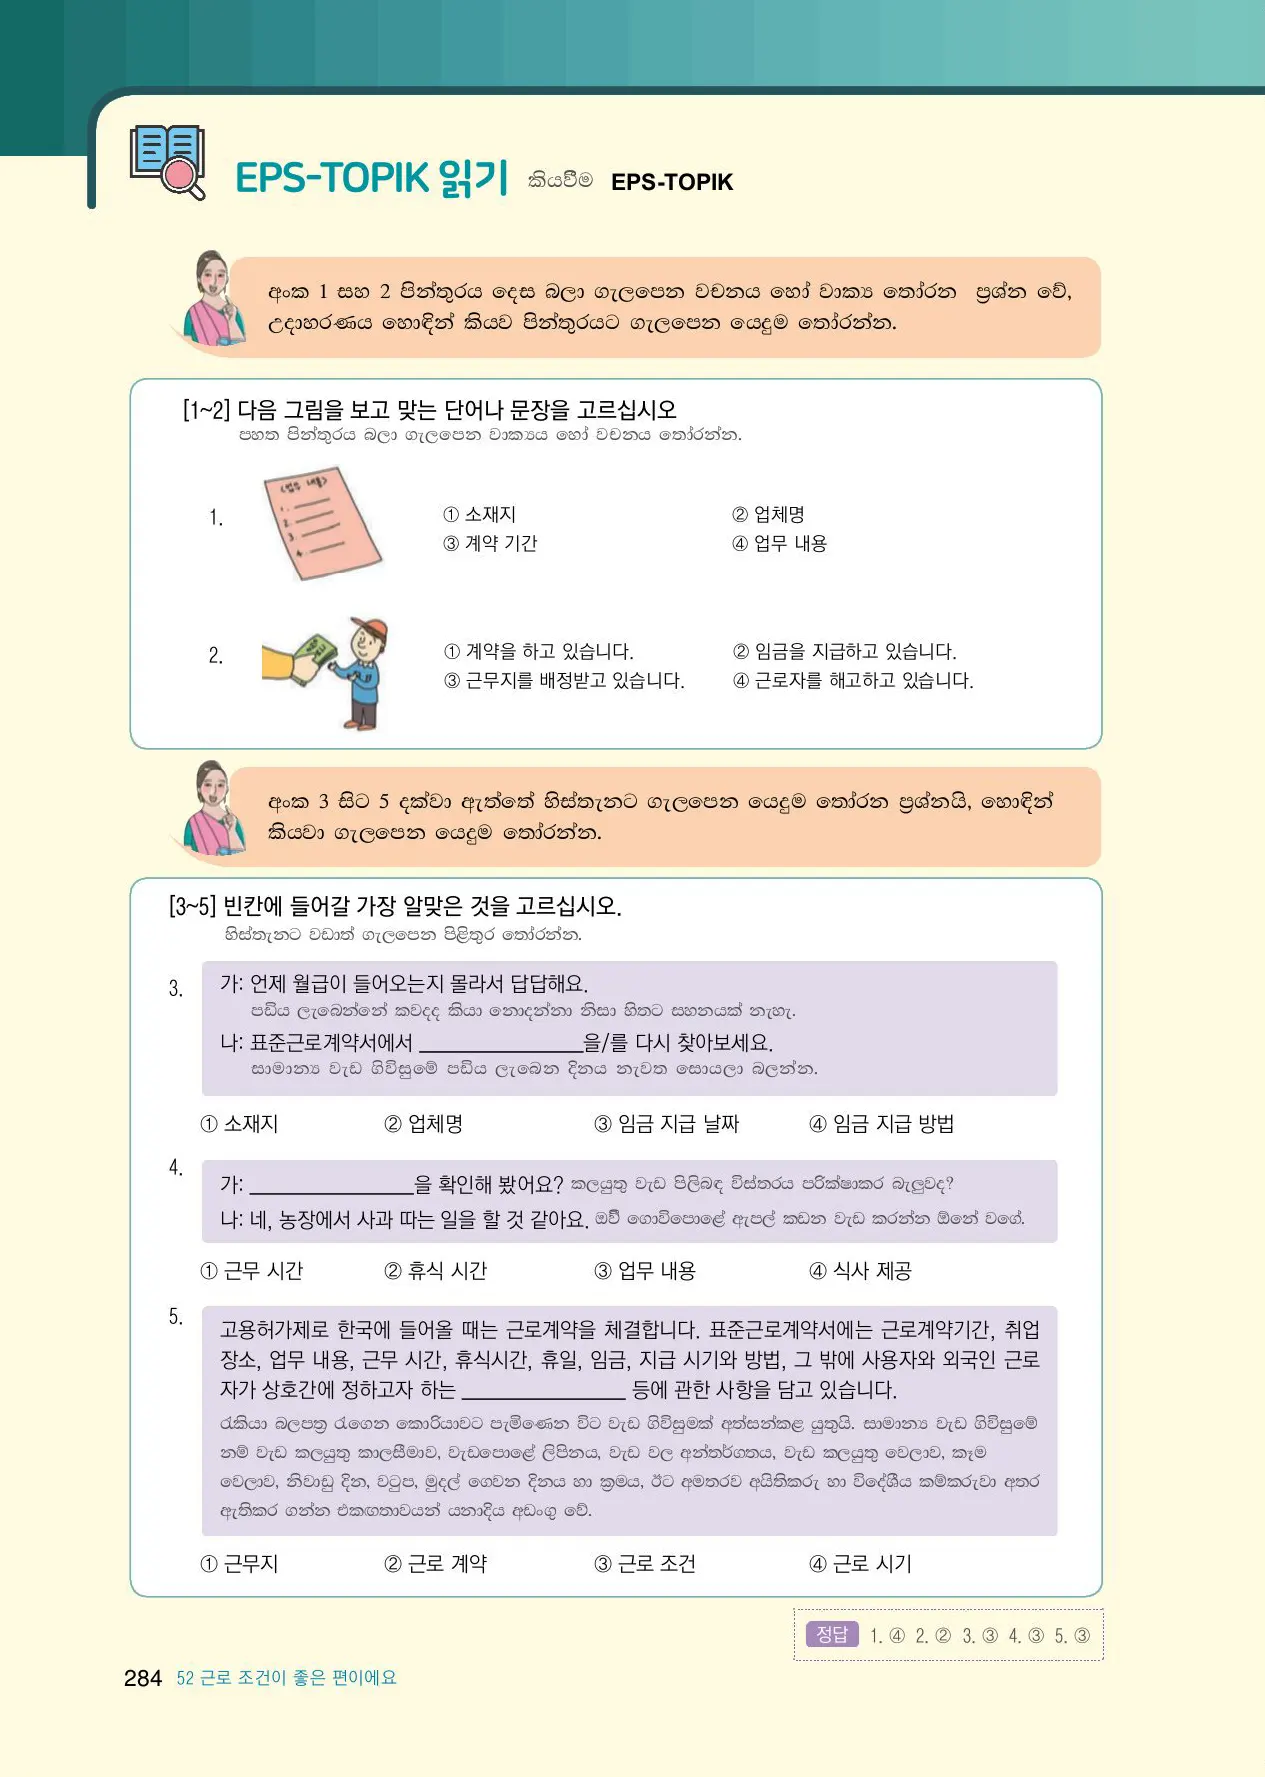 EPS-TOPIK 읽기 කියවීම EPS-TOPIK
අංක 1 සහ 2 පින්තුරය දෙස බලා ගැලපෙන වචනය හෝ වාක්‍ය තෝරන ප්‍රශ්න වේ,
උදාහරණය හොඳින් කියව පින්තුරයට ගැලපෙන යෙදුම තෝරන්න.
[1~2] 다음 그림을 보고 맞는 단어나 문장을 고르십시오
පහත පින්තූරය බලා ගැලපෙන වාක්‍යය හෝ වචනය තෝරන්න.
1.
<업무 내용>
1.
2.
3.
4.
① 소재지 ② 업체명
③ 계약 기간 ④ 업무 내용
2.
① 계약을 하고 있습니다. ② 임금을 지급하고 있습니다.
③ 근무지를 배정받고 있습니다. ④ 근로자를 해고하고 있습니다.
අංක 3 සිට 5 දක්වා ඇත්තේ හිස්තැනට ගැලපෙන යෙදුම තෝරන ප්‍රශ්නයි, හොඳින්
කියවා ගැලපෙන යෙදුම තෝරන්න.
[3~5] 빈칸에 들어갈 가장 알맞은 것을 고르십시오.
හිස්තැනට වඩාත් ගැලපෙන පිළිතුර තෝරන්න.
3.
가: 언제 월급이 들어오는지 몰라서 답답해요.
පඩිය ලැබෙන්නේ කවදද කියා නොදන්නා නිසා හිතට සහනයක් නැහැ.
나: 표준근로계약서에서 ______________을/를 다시 찾아보세요.
සාමාන්‍ය වැඩ ගිවිසුමේ පඩිය ලැබෙන දිනය නැවත සොයලා බලන්න.
① 소재지 ② 업체명 ③ 임금 지급 날짜 ④ 임금 지급 방법
4.
가: ______________을 확인해 봤어요? කලයුතු වැඩ පිලිබඳ විස්තරය පරික්ෂාකර බැලුවද?
나: 네, 농장에서 사과 따는 일을 할 것 같아요. ඔව් ගොවිපොළේ ඇපල් කඩන වැඩ කරන්න ඕනේ වගේ.
① 근무 시간 ② 휴식 시간 ③ 업무 내용 ④ 식사 제공
5.
고용허가제로 한국에 들어올 때는 근로계약을 체결합니다. 표준근로계약서에는 근로계약기간, 취업
장소, 업무 내용, 근무 시간, 휴식시간, 휴일, 임금, 지급 시기와 방법, 그 밖에 사용자와 외국인 근로
자가 상호간에 정하고자 하는 ______________ 등에 관한 사항을 담고 있습니다.
රැකියා බලපත්‍ර රැගෙන කොරියාවට පැමිණෙන විට වැඩ ගිවිසුමක් අත්සන්කළ යුතුයි. සාමාන්‍ය වැඩ ගිවිසුමේ
නම් වැඩ කලයුතු කාලසීමාව, වැඩපොළේ ලිපිනය, වැඩ වල අන්තර්ගතය, වැඩ කලයුතු වෙලාව, කෑම
වෙලාව, නිවාඩු දින, වටුප, මුදල් ගෙවන දිනය හා ක්‍රමය, ඊට අමතරව අයිතිකරු හා විදේශීය කම්කරුවා අතර
ඇතිකර ගන්න එකඟතාවයන් යනාදිය අඩංගු වේ.
① 근무지 ② 근로 계약 ③ 근로 조건 ④ 근로 시기
정답 1. ④ 2. ② 3. ③ 4. ③ 5. ③
284 52 근로 조건이 좋은 편이에요